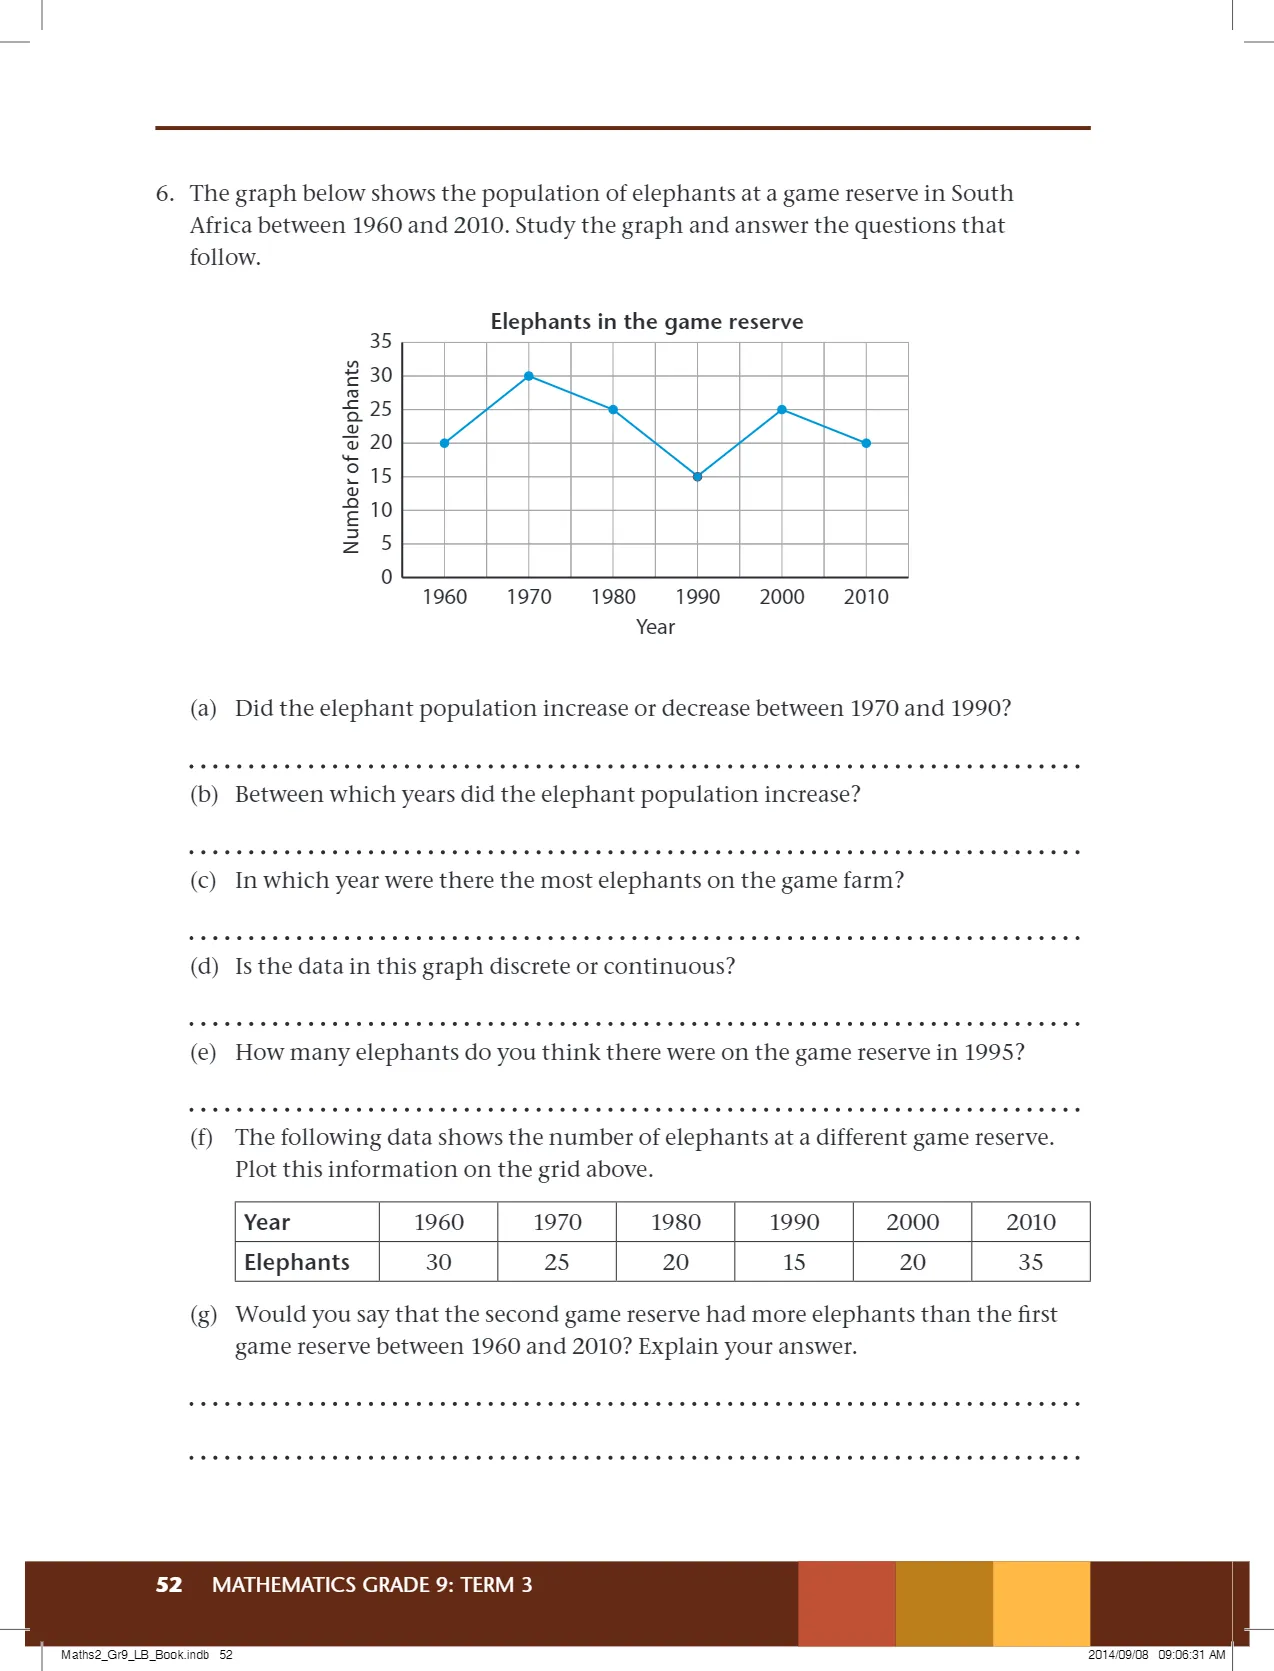 6. The graph below shows the population of elephants at a game reserve in South
Africa between 1960 and 2010. Study the graph and answer the questions that
follow.
Elephants in the game reserve
Number of elephants
35
30
25
20
15
10
5
0
1960 1970 1980 1990 2000 2010
Year
(a) Did the elephant population increase or decrease between 1970 and 1990?
(b) Between which years did the elephant population increase?
(c) In which year were there the most elephants on the game farm?
(d) Is the data in this graph discrete or continuous?
(e) How many elephants do you think there were on the game reserve in 1995?
(f) The following data shows the number of elephants at a different game reserve.
Plot this information on the grid above.
Year 1960 1970 1980 1990 2000 2010
Elephants 30 25 20 15 20 35
(g) Would you say that the second game reserve had more elephants than the first
game reserve between 1960 and 2010? Explain your answer.
52 MATHEMATICS GRADE 9: TERM 3
Maths2_Gr9_LB_Book.indb 52 2014/09/08 09:06:31 AM